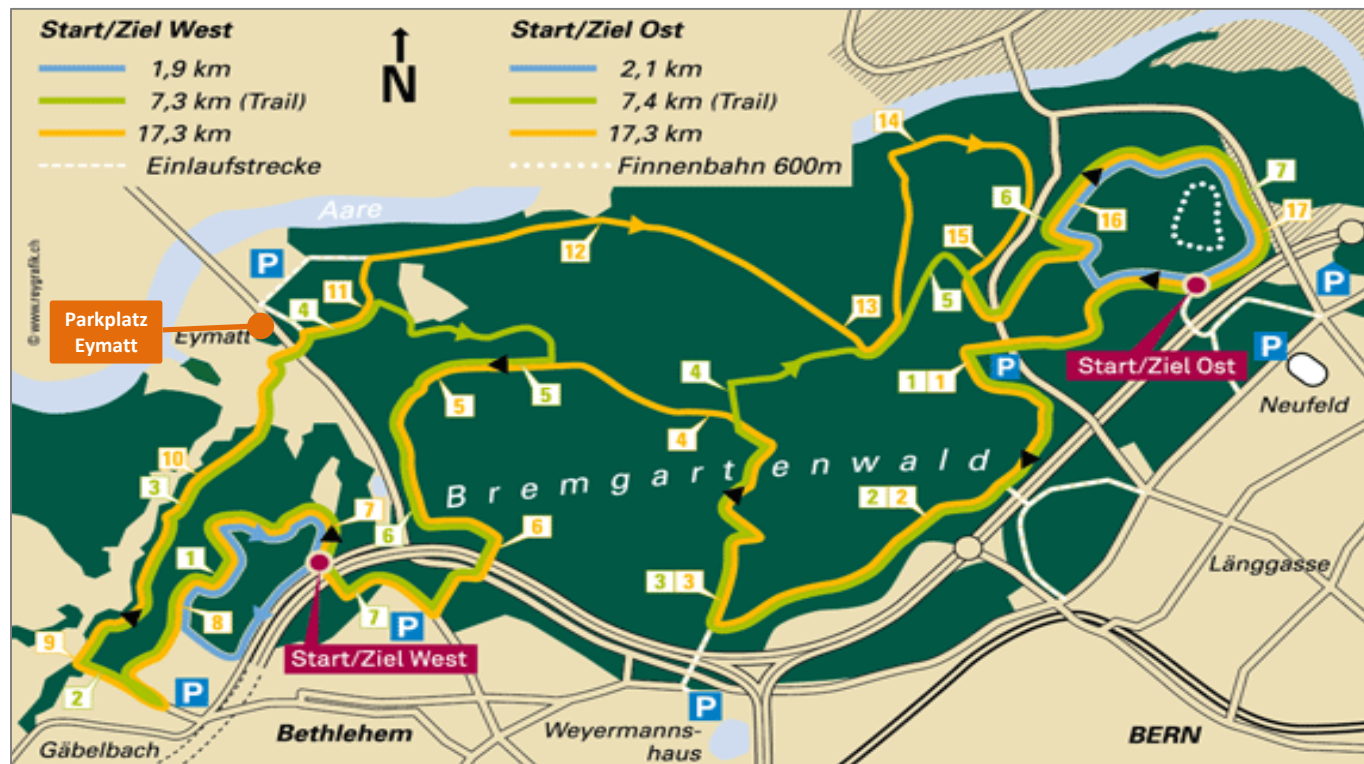 Start/Ziel West
1,9 km
7,3 km (Trail)
17,3 km
Einlaufstrecke
N
Start/Ziel Ost
2,1 km
7,4 km (Trail)
17,3 km
Finnenbahn 600m
© www.reygrafik.ch
Aare
14
6
16
7
17
15
12
P
11
4
13
5
P
Parkplatz
Eymatt
Eymatt
Start/Ziel Ost
P
P
Neufeld
5
5
4
4
1 1
10
3
Bremgartenwald
2 2
7
6
6
1
8
3 3
Länggasse
9
7
P
Start/Ziel West
2
P
P
Gäbelbach
Bethlehem
Weyermanns-
haus
BERN